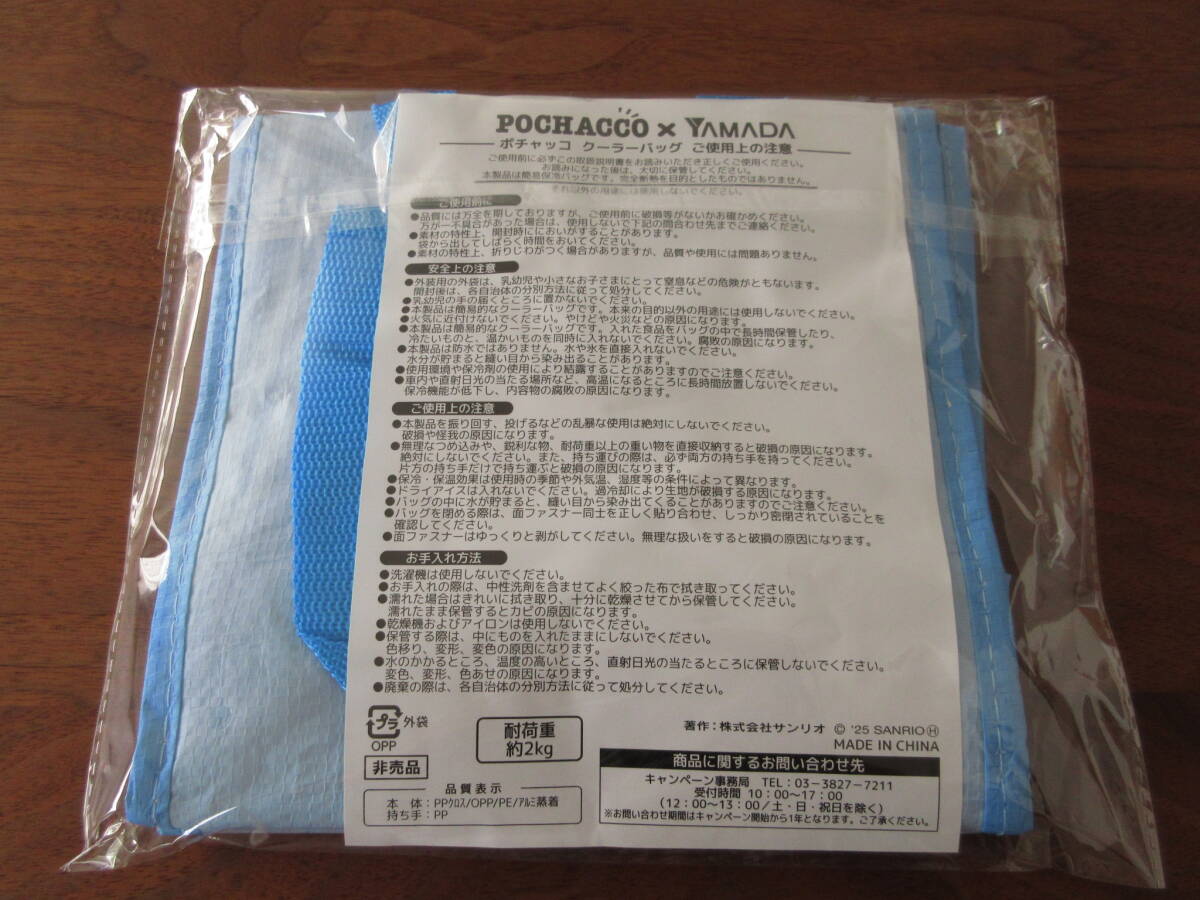 POCHACCO × YAMADA
ポチャッコ クーラーバッグ ご使用上の注意
ご使用前に必ずこの取扱説明書をお読みいただき正しくご使用ください。
お読みになった後は、大切に保管してください。
本製品は簡易保冷バッグです。完全断熱を目的としたものではありません。
それ以外の用途には使用しないでください。
ご使用前に
●品質には万全を期しておりますが、ご使用前に破損等がないかお確かめください。
万が一不具合があった場合は、使用しないで下記の問合わせ先までご連絡ください。
●素材の特性上、開封時ににおいがすることがあります。
袋から出してしばらく時間をおいてください。
●素材の特性上、折りじわがつく場合がありますが、品質や使用には問題ありません。
安全上の注意
●外装用の外袋は、乳幼児や小さなお子さまにとって窒息などの危険がともないます。
開封後は、各自治体の分別方法に従って処分してください。
●乳幼児の手の届くところに置かないでください。
●本製品は簡易的なクーラーバッグです。本来の目的以外の用途には使用しないでください。
●火気に近付けないでください。やけどや火災などの原因になります。
●本製品は簡易的なクーラーバッグです。入れた食品をバッグの中で長時間保管したり、
冷たいものと、温かいものを同時に入れないでください。腐敗の原因になります。
●本製品は防水ではありません。水や氷を直接入れないでください。
水分が貯まると縫い目から染み出ることがあります。
●使用環境や保冷剤の使用により結露することがありますのでご注意ください。
●車内や直射日光の当たる場所など、高温になるところに長時間放置しないでください。
保冷機能が低下し、内容物の腐敗の原因になります。
ご使用上の注意
●本製品を振り回す、投げるなどの乱暴な使用は絶対にしないでください。
破損や怪我の原因になります。
●無理なつめ込みや、鋭利な物、耐荷重以上の重い物を直接収納すると破損の原因になります。
絶対にしないでください。また、持ち運びの際は、必ず両方の持ち手を持ってください。
片方の持ち手だけで持ち運ぶと破損の原因になります。
●保冷・保温効果は使用時の季節や外気温、湿度等の条件によって異なります。
●ドライアイスは入れないでください。過冷却により生地が破損する原因になります。
●バッグの中に水が貯まると、縫い目から染み出てくることがありますのでご注意ください。
●バッグを閉める際は、面ファスナー同士を正しく貼り合わせ、しっかり密閉されていることを
確認してください。
●面ファスナーはゆっくりと剥がしてください。無理な扱いをすると破損の原因になります。
お手入れ方法
●洗濯機は使用しないでください。
●お手入れの際は、中性洗剤を含ませてよく絞った布で拭き取ってください。
●濡れた場合はきれいに拭き取り、十分に乾燥させてから保管してください。
濡れたまま保管するとカビの原因になります。
●乾燥機およびアイロンは使用しないでください。
●保管する際は、中にものを入れたままにしないでください。
色移り、変形、変色の原因になります。
●水のかかるところ、温度の高いところ、直射日光の当たるところに保管しないでください。
変色、変形、色あせの原因になります。
●廃棄の際は、各自治体の分別方法に従って処分してください。
プラ 外袋
OPP
非売品
耐荷重
約2kg
著作：株式会社サンリオ © '25 SANRIO Ⓗ
MADE IN CHINA
品質表示
本 体：PPクロス/OPP/PE/アルミ蒸着
持ち手：PP
商品に関するお問い合わせ先
キャンペーン事務局 TEL：03-3827-7211
受付時間 10：00〜17：00
(12：00〜13：00/土・日・祝日を除く)
※お問い合わせ期間はキャンペーン開始から1年となります。ご了承ください。